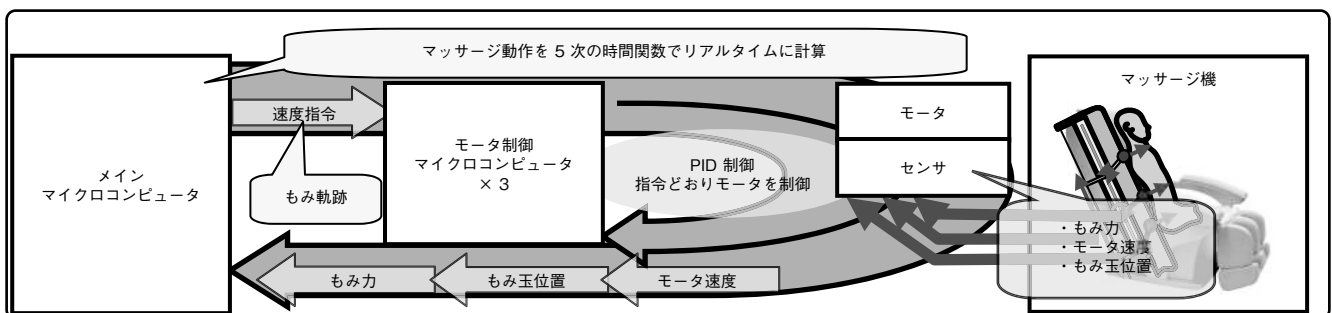 マッサージ動作を 5 次の時間関数でリアルタイムに計算
マッサージ機
速度指令
モータ
メイン
マイクロコンピュータ
モータ制御
マイクロコンピュータ
× 3
PID 制御
指令どおりモータを制御
センサ
もみ軌跡
・もみ力
・モータ速度
・もみ玉位置
もみ力
もみ玉位置
モータ速度